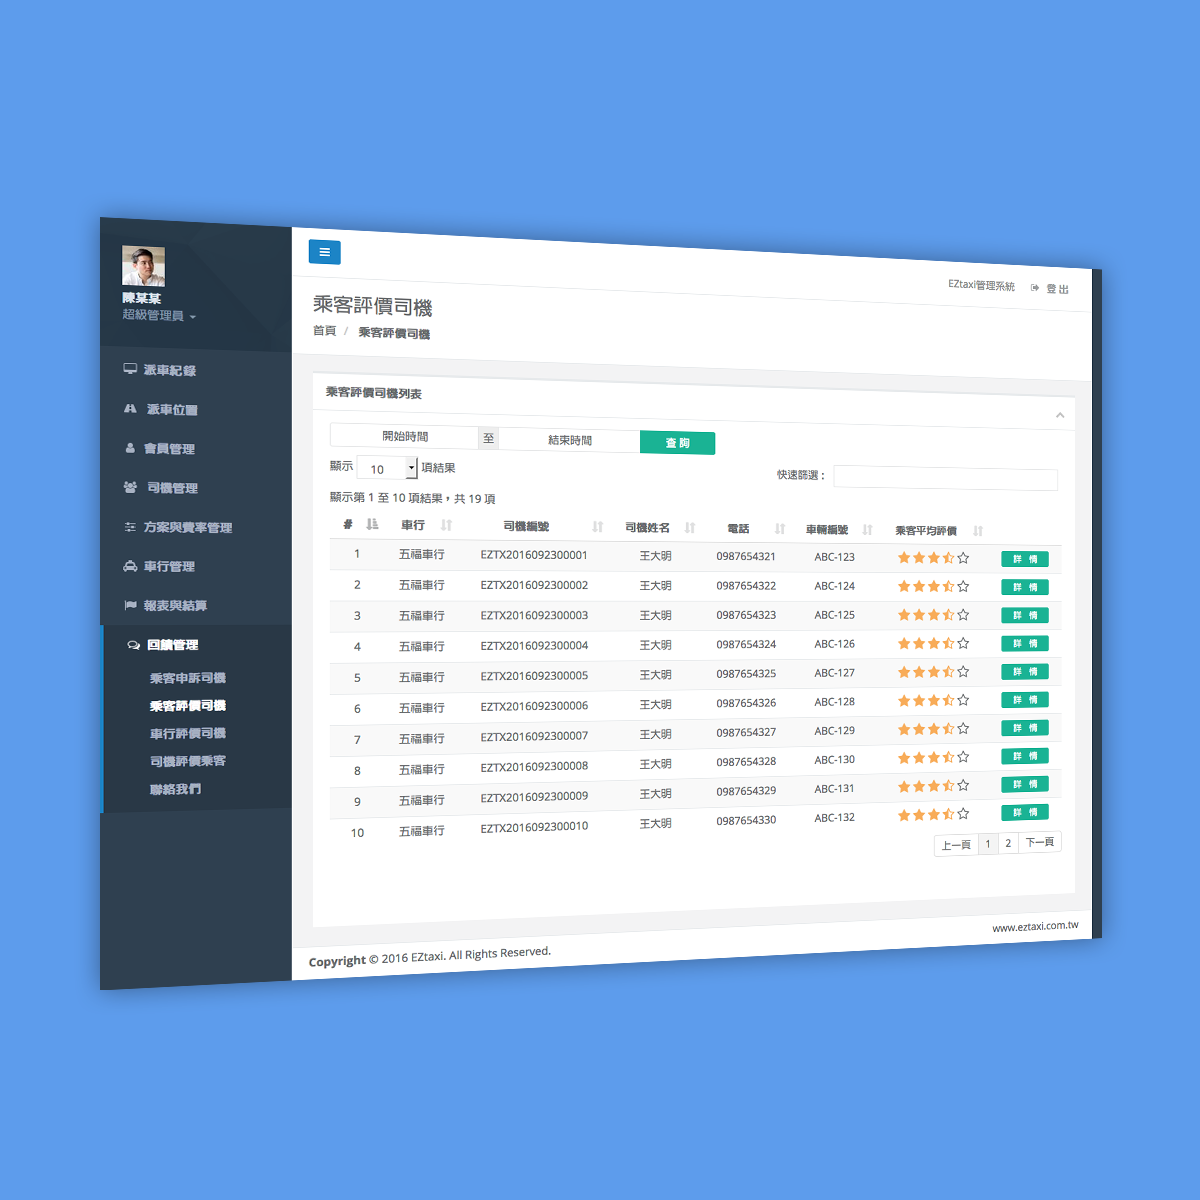 陳某某
超級管理員
派車紀錄
派車位置
會員管理
司機管理
方案與費率管理
車行管理
報表與結算
回饋管理
乘客申訴司機
乘客評價司機
車行評價司機
司機評價乘客
聯絡我們
EZtaxi管理系統 登出
乘客評價司機
首頁 / 乘客評價司機
乘客評價司機列表
開始時間 至 結束時間 查詢
顯示 10 項結果 快速篩選：
顯示第 1 至 10 項結果，共 19 項
# 車行 司機編號 司機姓名 電話 車輛編號 乘客平均評價
1 五福車行 EZTX2016092300001 王大明 0987654321 ABC-123 詳情
2 五福車行 EZTX2016092300002 王大明 0987654322 ABC-124 詳情
3 五福車行 EZTX2016092300003 王大明 0987654323 ABC-125 詳情
4 五福車行 EZTX2016092300004 王大明 0987654324 ABC-126 詳情
5 五福車行 EZTX2016092300005 王大明 0987654325 ABC-127 詳情
6 五福車行 EZTX2016092300006 王大明 0987654326 ABC-128 詳情
7 五福車行 EZTX2016092300007 王大明 0987654327 ABC-129 詳情
8 五福車行 EZTX2016092300008 王大明 0987654328 ABC-130 詳情
9 五福車行 EZTX2016092300009 王大明 0987654329 ABC-131 詳情
10 五福車行 EZTX2016092300010 王大明 0987654330 ABC-132 詳情
上一頁 1 2 下一頁
Copyright © 2016 EZtaxi. All Rights Reserved. www.eztaxi.com.tw